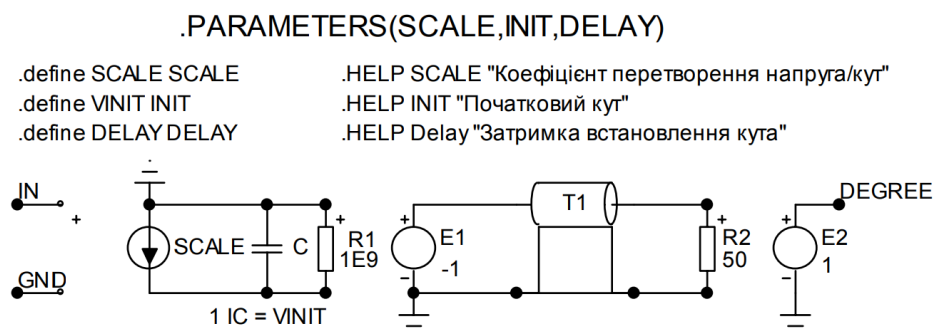 .PARAMETERS(SCALE,INIT,DELAY)
.define SCALE SCALE
.HELP SCALE "Коефіцієнт перетворення напруга/кут"
.define VINIT INIT
.HELP INIT "Початковий кут"
.define DELAY DELAY
.HELP Delay "Затримка встановлення кута"
IN
+
GND
SCALE
C
1 IC = VINIT
+
R1
1E9
+
E1
-1
−
T1
+
R2
50
+
E2
1
−
DEGREE